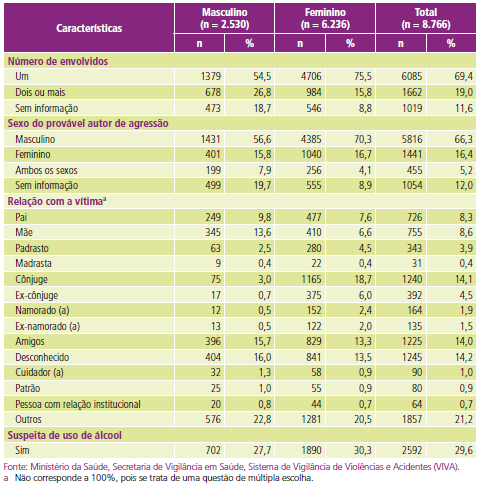 Características Masculino (n = 2.530) Feminino (n = 6.236) Total (n = 8.766)
n % n % n %
Número de envolvidos
Um 1379 54,5 4706 75,5 6085 69,4
Dois ou mais 678 26,8 984 15,8 1662 19,0
Sem informação 473 18,7 546 8,8 1019 11,6
Sexo do provável autor de agressão
Masculino 1431 56,6 4385 70,3 5816 66,3
Feminino 401 15,8 1040 16,7 1441 16,4
Ambos os sexos 199 7,9 256 4,1 455 5,2
Sem informação 499 19,7 555 8,9 1054 12,0
Relação com a vítimaª
Pai 249 9,8 477 7,6 726 8,3
Mãe 345 13,6 410 6,6 755 8,6
Padrasto 63 2,5 280 4,5 343 3,9
Madrasta 9 0,4 22 0,4 31 0,4
Cônjuge 75 3,0 1165 18,7 1240 14,1
Ex-cônjuge 17 0,7 375 6,0 392 4,5
Namorado (a) 12 0,5 152 2,4 164 1,9
Ex-namorado (a) 13 0,5 122 2,0 135 1,5
Amigos 396 15,7 829 13,3 1225 14,0
Desconhecido 404 16,0 841 13,5 1245 14,2
Cuidador (a) 32 1,3 58 0,9 90 1,0
Patrão 25 1,0 55 0,9 80 0,9
Pessoa com relação institucional 20 0,8 44 0,7 64 0,7
Outros 576 22,8 1281 20,5 1857 21,2
Suspeita de uso de álcool
Sim 702 27,7 1890 30,3 2592 29,6
Fonte: Ministério da Saúde, Secretaria de Vigilância em Saúde, Sistema de Vigilância de Violências e Acidentes (VIVA).
a Não corresponde a 100%, pois se trata de uma questão de múltipla escolha.